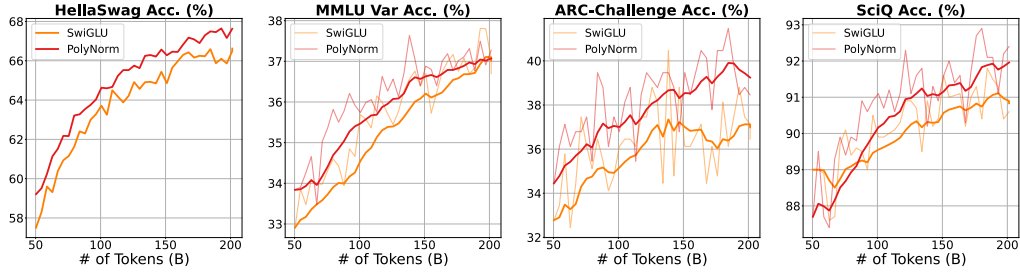 HellaSwag Acc. (%)
SwiGLU
PolyNorm
68
66
64
62
60
58
50
100
150
200
# of Tokens (B)
MMLU Var Acc. (%)
SwiGLU
PolyNorm
38
37
36
35
34
33
50
100
150
200
# of Tokens (B)
ARC-Challenge Acc. (%)
SwiGLU
PolyNorm
40
38
36
34
32
50
100
150
200
# of Tokens (B)
SciQ Acc. (%)
SwiGLU
PolyNorm
92
91
90
89
88
50
100
150
200
# of Tokens (B)